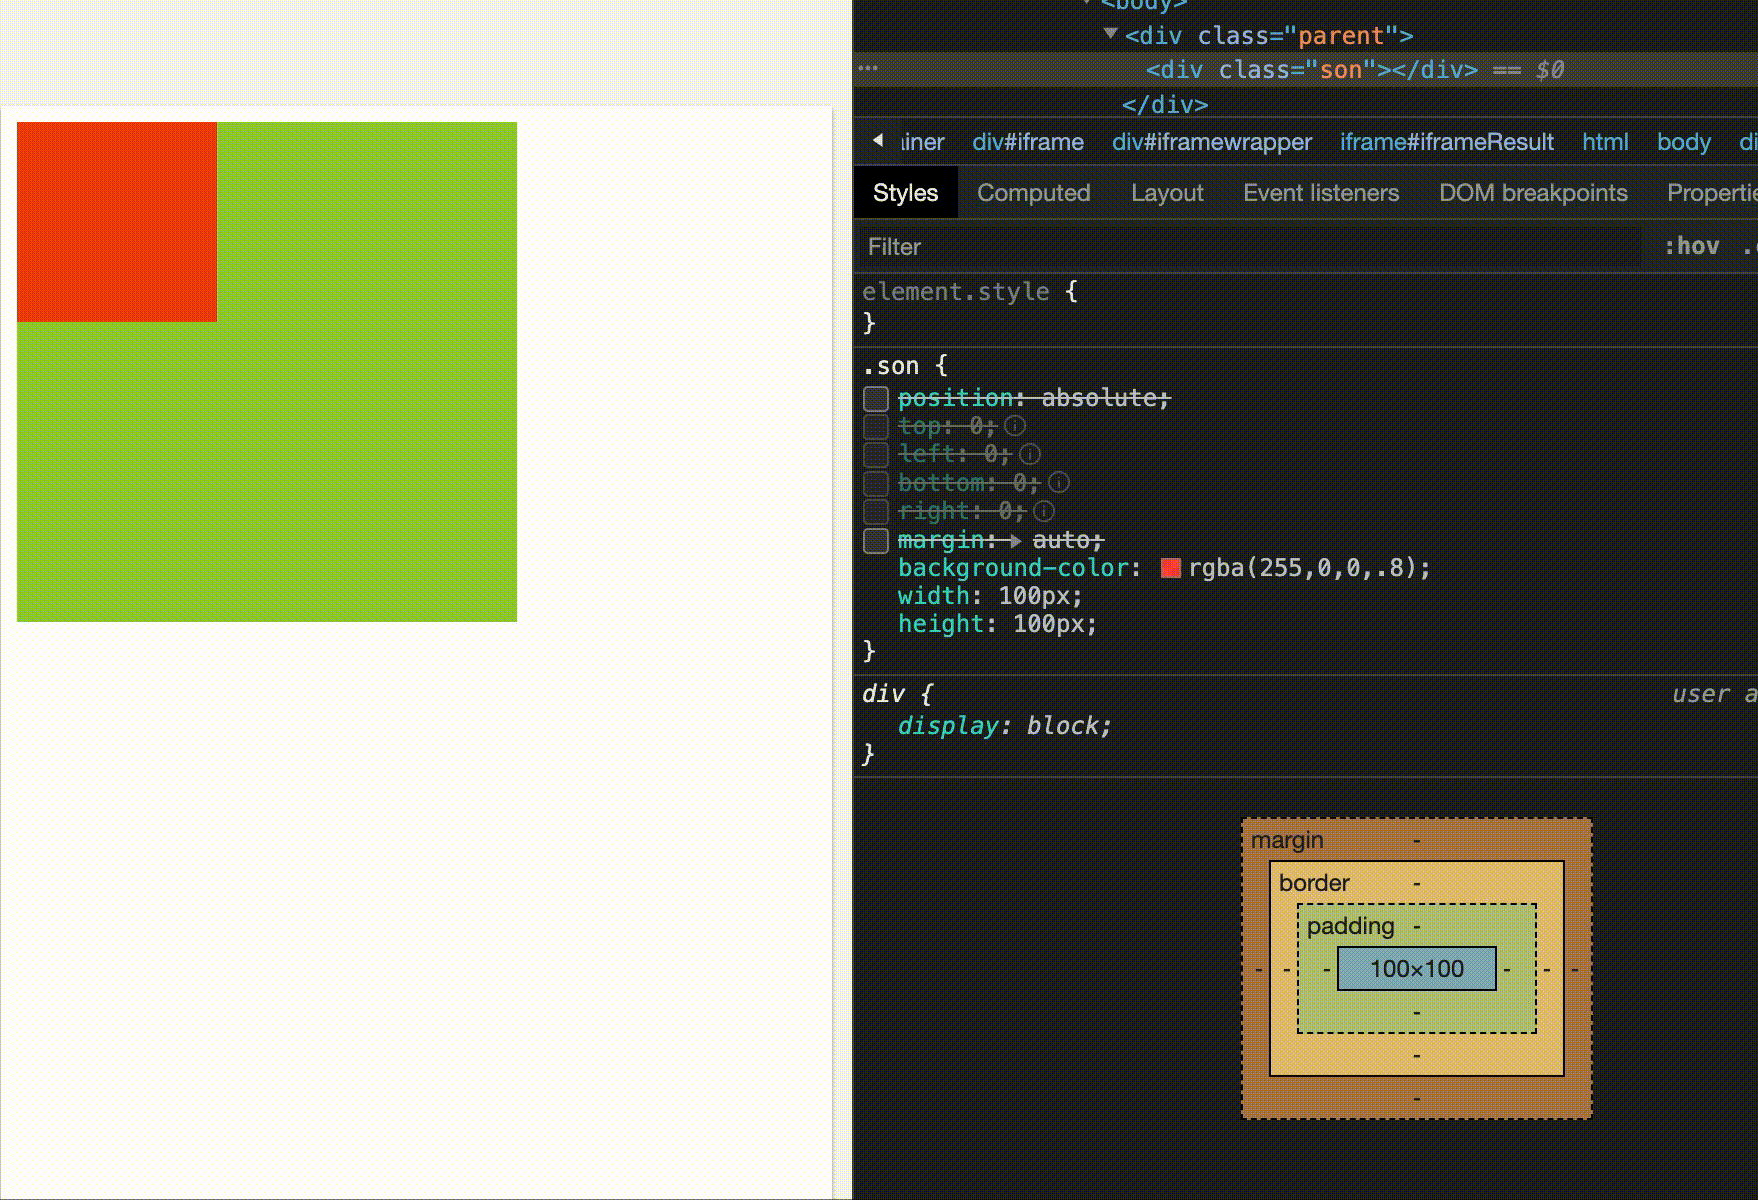 <body>
<div class="parent">
<div class="son"></div> == $0
</div>
div#iframe div#iframewrapper iframe#iframeResult html body
Styles Computed Layout Event listeners DOM breakpoints
Filter :hov
element.style {
}
.son {
position: absolute;
top: 0;
left: 0;
bottom: 0;
right: 0;
margin: auto;
background-color: rgba(255,0,0,.8);
width: 100px;
height: 100px;
}
div { user a
display: block;
}
margin -
border -
padding -
- - - 100×100 - - -
-
-
-